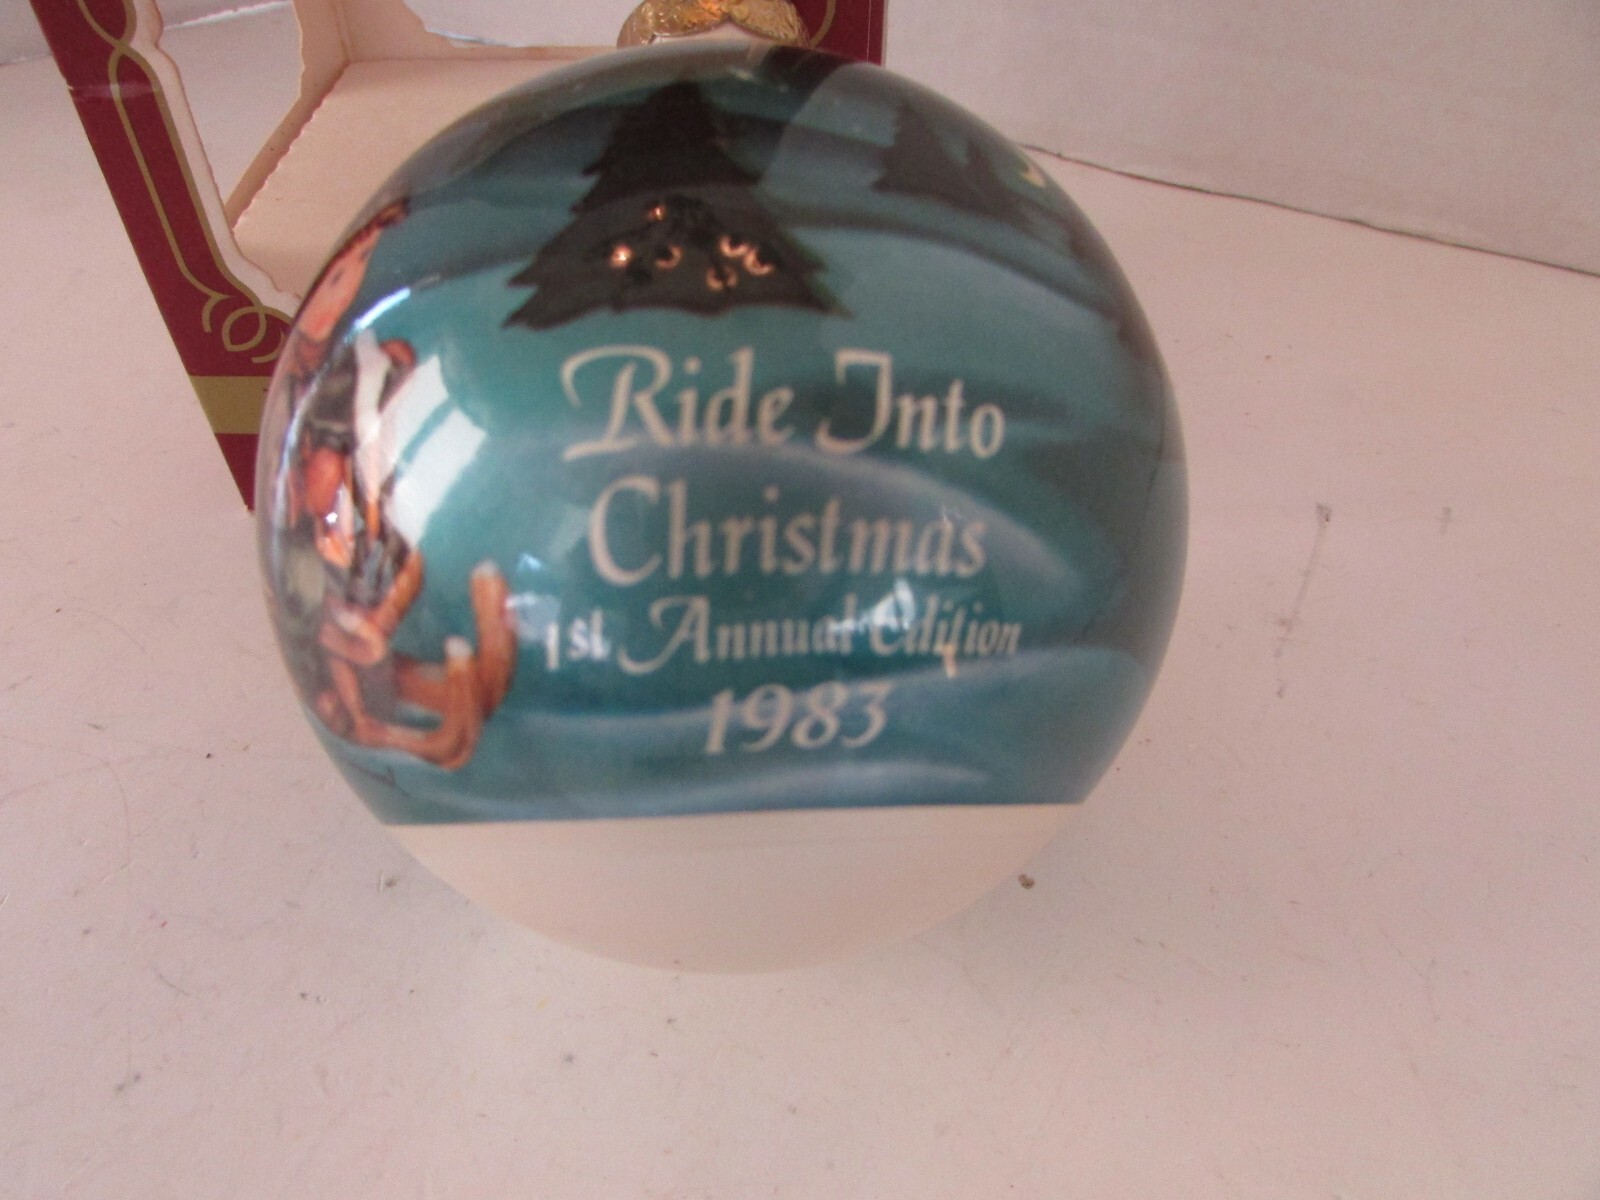 Ride Into
Christmas
1st Annual Edition
1983